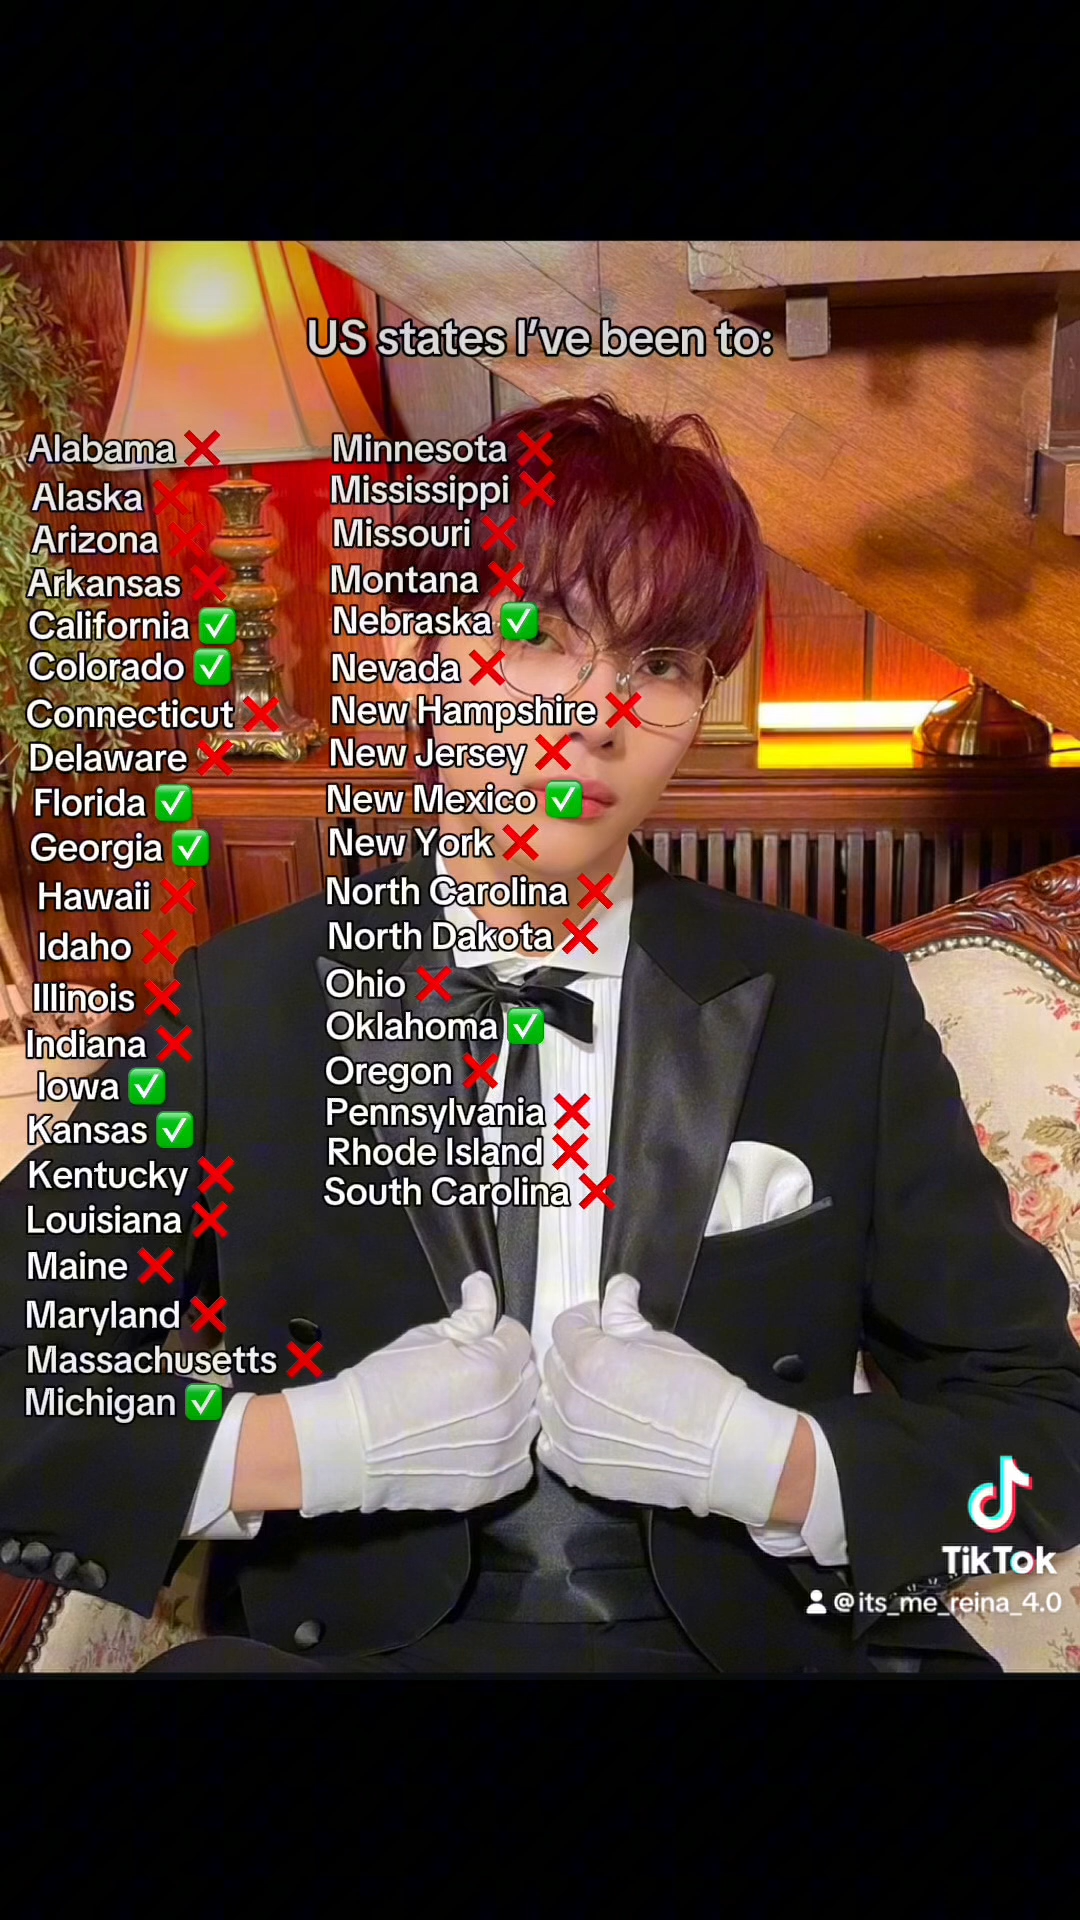 US states I've been to:
Alabama ❌
Alaska ❌
Arizona ❌
Arkansas ❌
California ✅
Colorado ✅
Connecticut ❌
Delaware ❌
Florida ✅
Georgia ✅
Hawaii ❌
Idaho ❌
Illinois ❌
Indiana ❌
Iowa ✅
Kansas ✅
Kentucky ❌
Louisiana ❌
Maine ❌
Maryland ❌
Massachusetts ❌
Michigan ✅
Minnesota ❌
Mississippi ❌
Missouri ❌
Montana ❌
Nebraska ✅
Nevada ❌
New Hampshire ❌
New Jersey ❌
New Mexico ✅
New York ❌
North Carolina ❌
North Dakota ❌
Ohio ❌
Oklahoma ✅
Oregon ❌
Pennsylvania ❌
Rhode Island ❌
South Carolina ❌
TikTok
@its_me_reina_4.0